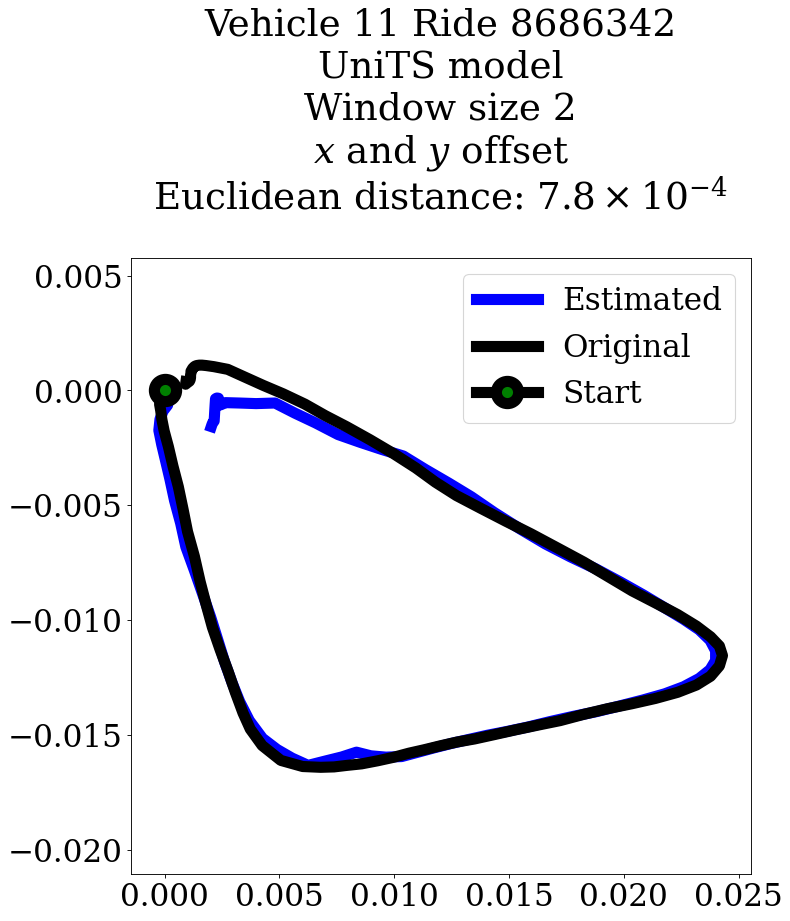 Vehicle 11 Ride 8686342
UniTS model
Window size 2
x and y offset
Euclidean distance: 7.8 × 10⁻⁴
Estimated
Original
Start
0.005
0.000
−0.005
−0.010
−0.015
−0.020
0.000 0.005 0.010 0.015 0.020 0.025